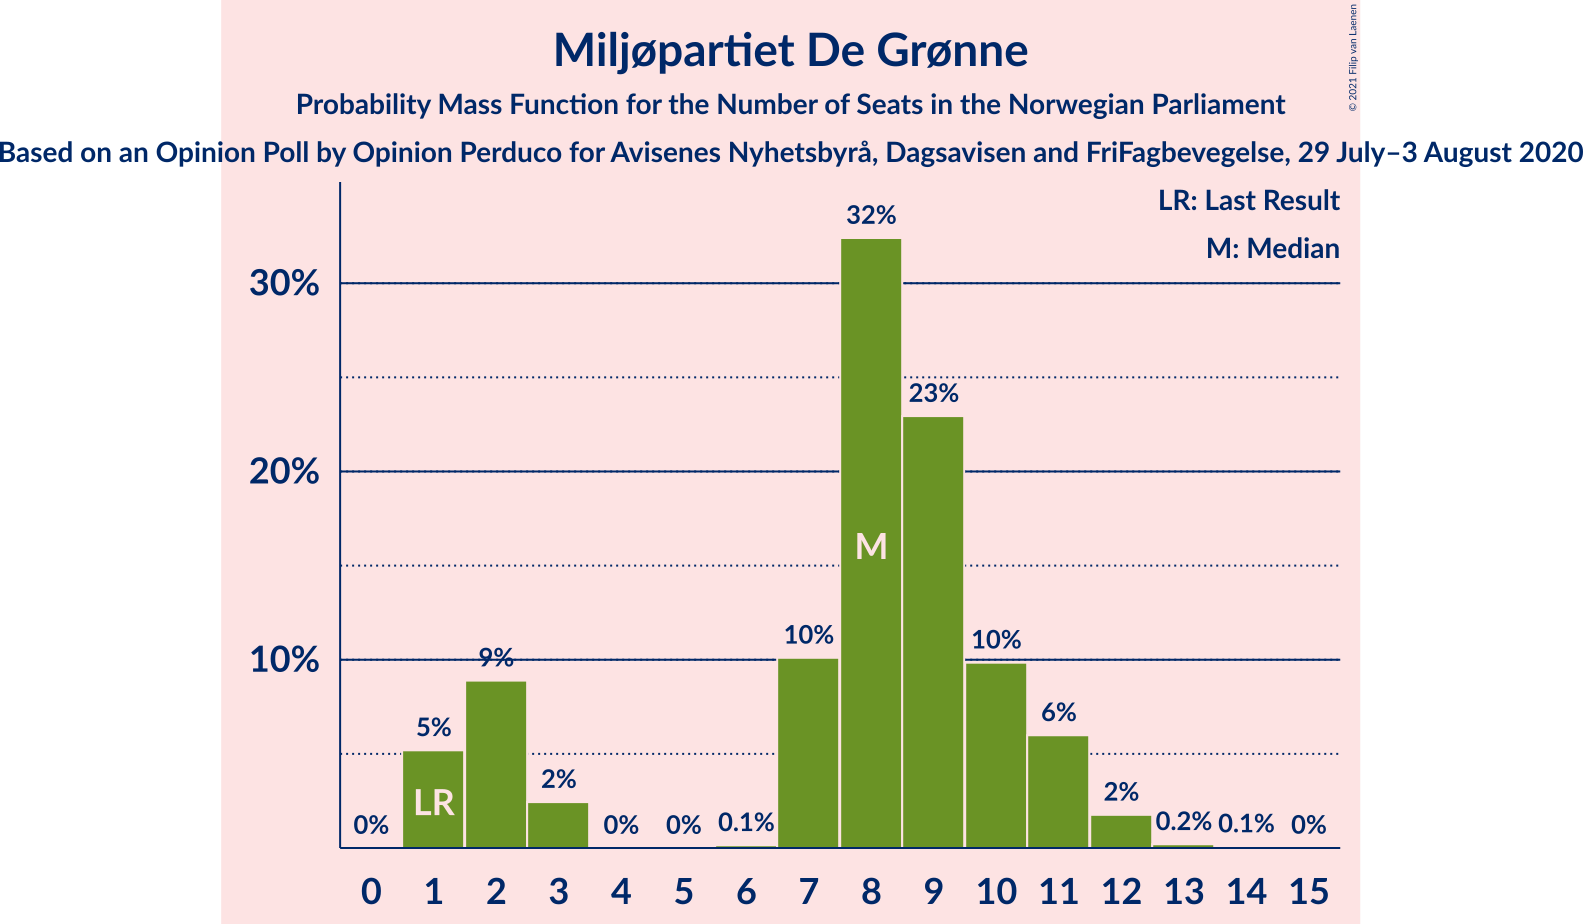 Miljøpartiet De Grønne
Probability Mass Function for the Number of Seats in the Norwegian Parliament
Based on an Opinion Poll by Opinion Perduco for Avisenes Nyhetsbyrå, Dagsavisen and FriFagbevegelse, 29 July–3 August 2020
© 2021 Filip van Laenen
LR: Last Result
M: Median
30%
20%
10%
0%
5%
9%
2%
0%
0%
0.1%
10%
32%
23%
10%
6%
2%
0.2%
0.1%
0%
LR
M
0 1 2 3 4 5 6 7 8 9 10 11 12 13 14 15